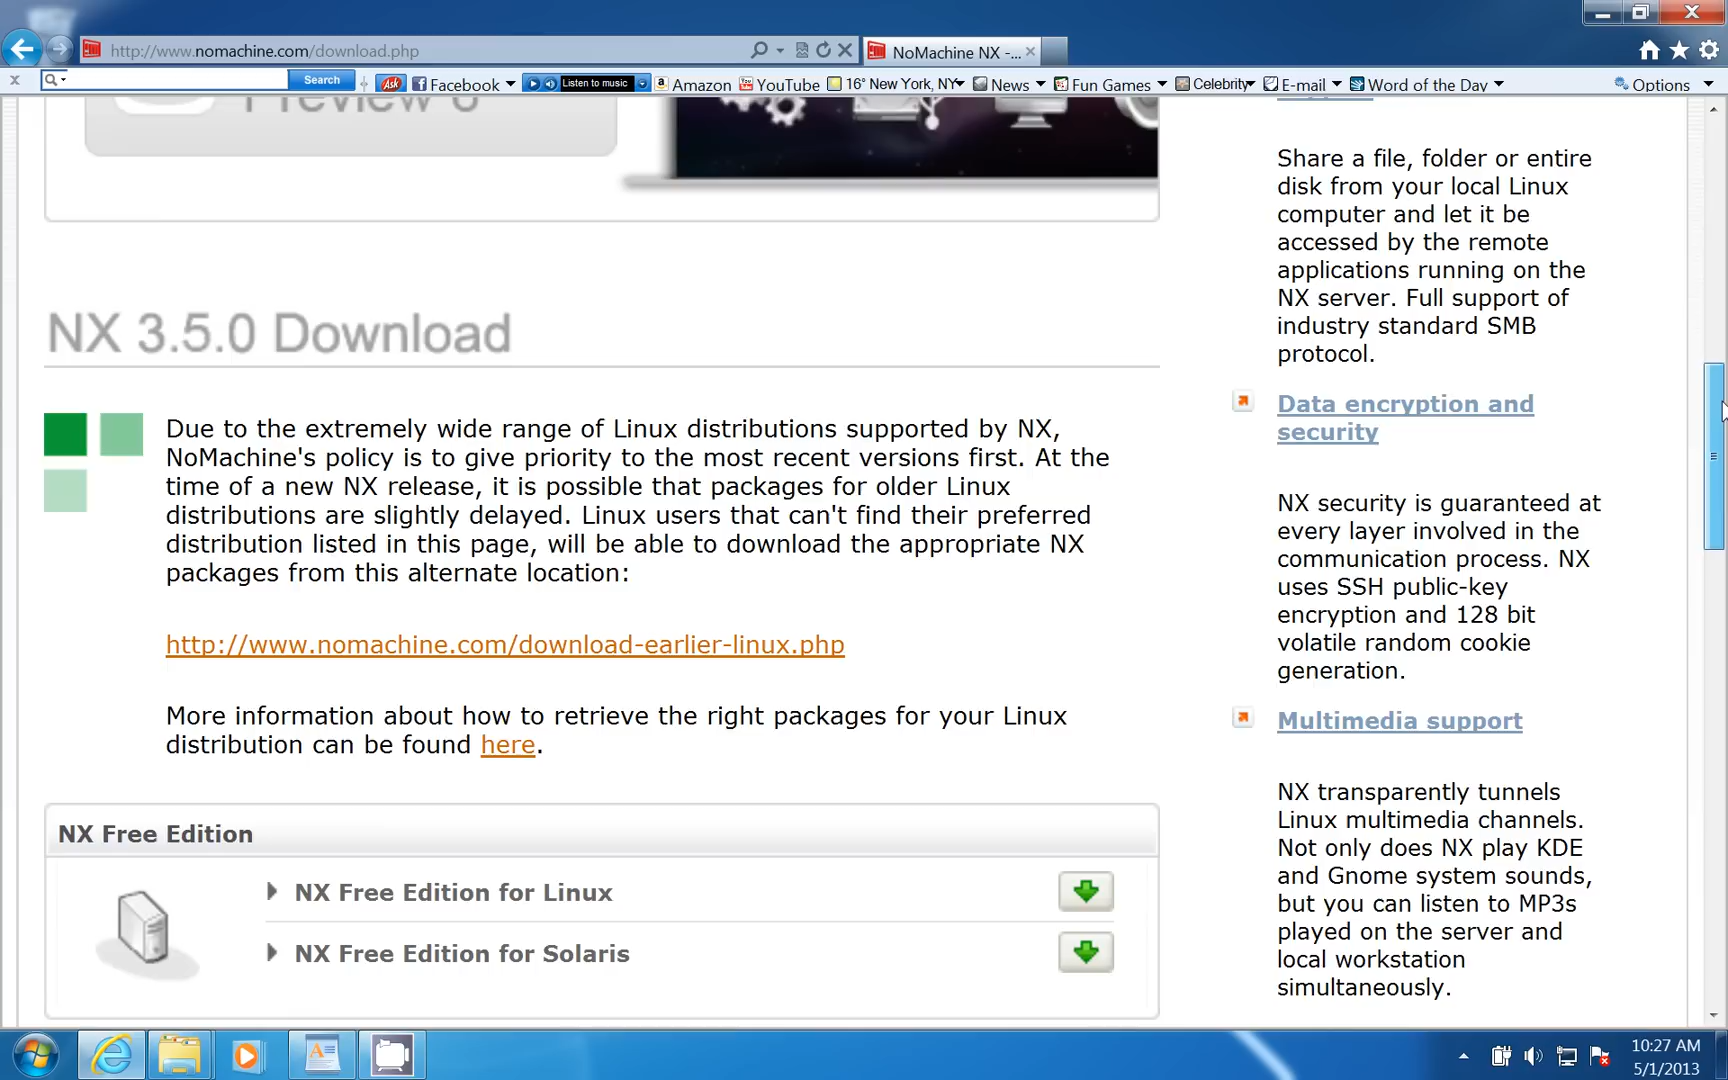 http://www.nomachine.com/download.php
NoMachine NX -...
Search
Ask
Facebook
Listen to music
Amazon
YouTube
16° New York, NY
News
Fun Games
Celebrity
E-mail
Word of the Day
Options
NX 3.5.0 Download
Due to the extremely wide range of Linux distributions supported by NX,
NoMachine's policy is to give priority to the most recent versions first. At the
time of a new NX release, it is possible that packages for older Linux
distributions are slightly delayed. Linux users that can't find their preferred
distribution listed in this page, will be able to download the appropriate NX
packages from this alternate location:
http://www.nomachine.com/download-earlier-linux.php
More information about how to retrieve the right packages for your Linux
distribution can be found here.
NX Free Edition
NX Free Edition for Linux
NX Free Edition for Solaris
Share a file, folder or entire
disk from your local Linux
computer and let it be
accessed by the remote
applications running on the
NX server. Full support of
industry standard SMB
protocol.
Data encryption and
security
NX security is guaranteed at
every layer involved in the
communication process. NX
uses SSH public-key
encryption and 128 bit
volatile random cookie
generation.
Multimedia support
NX transparently tunnels
Linux multimedia channels.
Not only does NX play KDE
and Gnome system sounds,
but you can listen to MP3s
played on the server and
local workstation
simultaneously.
10:27 AM
5/1/2013